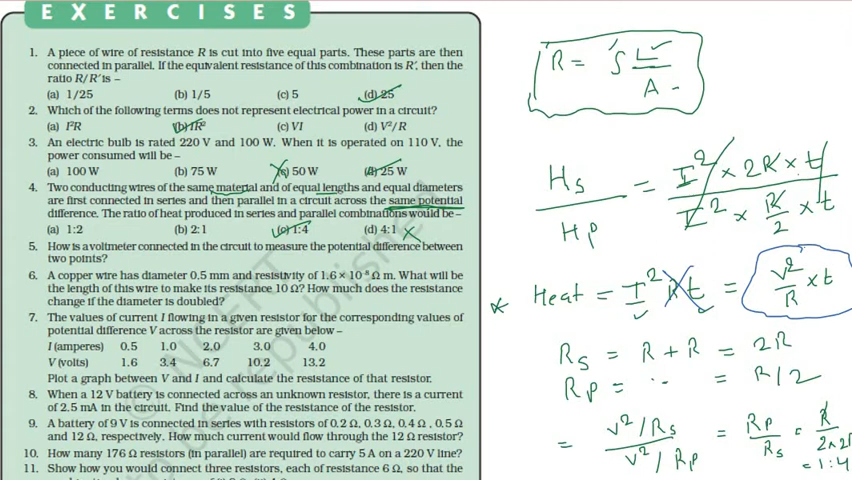 EXERCISES
1. A piece of wire of resistance R is cut into five equal parts. These parts are then
connected in parallel. If the equivalent resistance of this combination is R′, then the
ratio R/R′ is –
(a) 1/25 (b) 1/5 (c) 5 (d) 25
2. Which of the following terms does not represent electrical power in a circuit?
(a) I²R (b) IR² (c) VI (d) V²/R
3. An electric bulb is rated 220 V and 100 W. When it is operated on 110 V, the
power consumed will be –
(a) 100 W (b) 75 W (c) 50 W (d) 25 W
4. Two conducting wires of the same material and of equal lengths and equal diameters
are first connected in series and then parallel in a circuit across the same potential
difference. The ratio of heat produced in series and parallel combinations would be –
(a) 1:2 (b) 2:1 (c) 1:4 (d) 4:1
5. How is a voltmeter connected in the circuit to measure the potential difference between
two points?
6. A copper wire has diameter 0.5 mm and resistivity of 1.6 × 10⁻⁸ Ω m. What will be
the length of this wire to make its resistance 10 Ω? How much does the resistance
change if the diameter is doubled?
7. The values of current I flowing in a given resistor for the corresponding values of
potential difference V across the resistor are given below –
I (amperes) 0.5 1.0 2.0 3.0 4.0
V (volts) 1.6 3.4 6.7 10.2 13.2
Plot a graph between V and I and calculate the resistance of that resistor.
8. When a 12 V battery is connected across an unknown resistor, there is a current
of 2.5 mA in the circuit. Find the value of the resistance of the resistor.
9. A battery of 9 V is connected in series with resistors of 0.2 Ω, 0.3 Ω, 0.4 Ω, 0.5 Ω
and 12 Ω, respectively. How much current would flow through the 12 Ω resistor?
10. How many 176 Ω resistors (in parallel) are required to carry 5 A on a 220 V line?
11. Show how you would connect three resistors, each of resistance 6 Ω, so that the
© NCERT
be republished
R = ρ L / A
Hs / Hp = I² × 2R × t / I² × R/2 × t
Heat = I² R t = V²/R × t
Rs = R + R = 2R
Rp = = R/2
= V²/Rs / V²/Rp = Rp / Rs = R / 2×2R
= 1:4